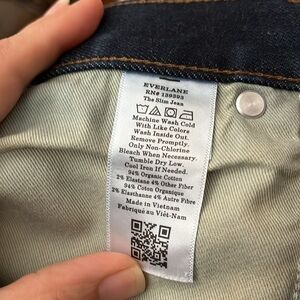 EVERLANE
RN# 139393
The Slim Jean
Machine Wash Cold
With Like Colors
Wash Inside Out.
Remove Promptly.
Only Non-Chlorine
Bleach When Necessary.
Tumble Dry Low.
Cool Iron If Needed.
94% Organic Cotton
2% Elastane 4% Other Fiber
94% Coton Organique
2% Elasthanne 4% Autre Fibre
Made in Vietnam
Fabriqué au Viêt-Nam